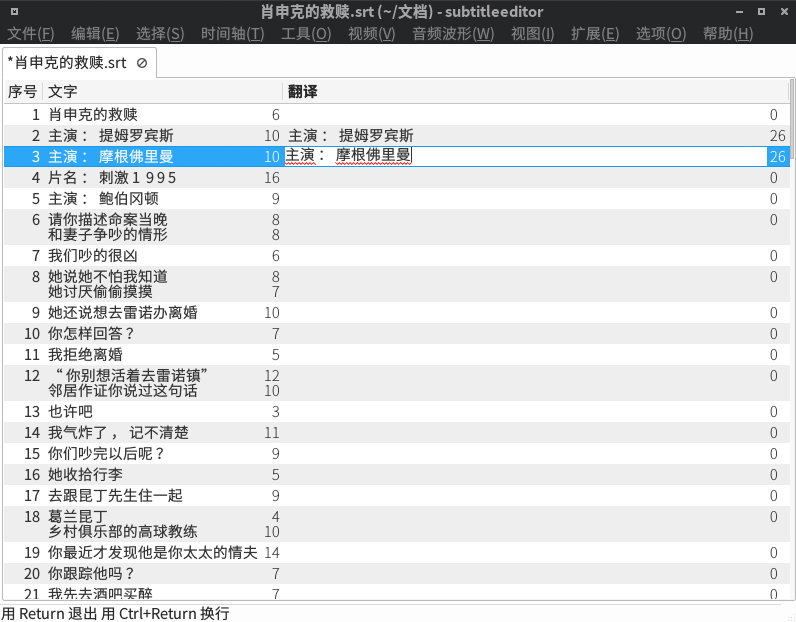 肖申克的救赎.srt (~/文档) - subtitleeditor
文件(F) 编辑(E) 选择(S) 时间轴(T) 工具(O) 视频(V) 音频波形(W) 视图(I) 扩展(E) 选项(O) 帮助(H)
*肖申克的救赎.srt
序号 文字 翻译
1 肖申克的救赎 6 0
2 主演： 提姆罗宾斯 10 主演： 提姆罗宾斯 26
3 主演： 摩根佛里曼 10 主演： 摩根佛里曼 26
4 片名： 刺激１９９５ 16 0
5 主演： 鲍伯冈顿 9 0
6 请你描述命案当晚 8 0
和妻子争吵的情形 8
7 我们吵的很凶 6 0
8 她说她不怕我知道 8 0
她讨厌偷偷摸摸 7
9 她还说想去雷诺办离婚 10 0
10 你怎样回答？ 7 0
11 我拒绝离婚 5 0
12 “你别想活着去雷诺镇” 12 0
邻居作证你说过这句话 10
13 也许吧 3 0
14 我气炸了， 记不清楚 11 0
15 你们吵完以后呢？ 9 0
16 她收拾行李 5 0
17 去跟昆丁先生住一起 9 0
18 葛兰昆丁 4 0
乡村俱乐部的高球教练 10
19 你最近才发现他是你太太的情夫 14 0
20 你跟踪他吗？ 7 0
21 我先去酒吧买醉 7 0
用 Return 退出 用 Ctrl+Return 换行